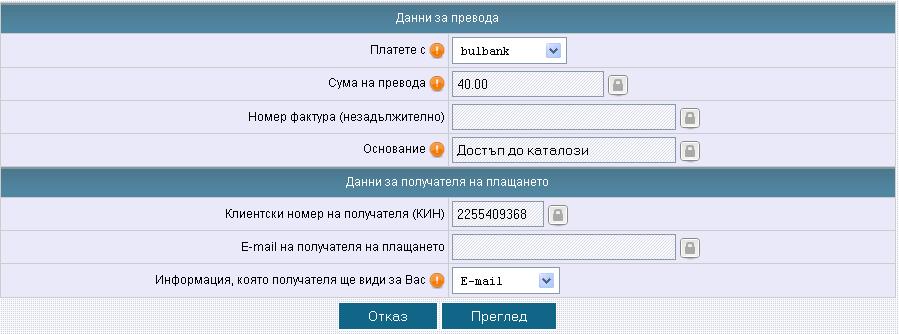 Данни за превода
Платете с bulbank
Сума на превода 40.00
Номер фактура (незадължително)
Основание Достъп до каталози
Данни за получателя на плащането
Клиентски номер на получателя (КИН) 2255409368
E-mail на получателя на плащането
Информация, която получателя ще види за Вас E-mail
Отказ Преглед